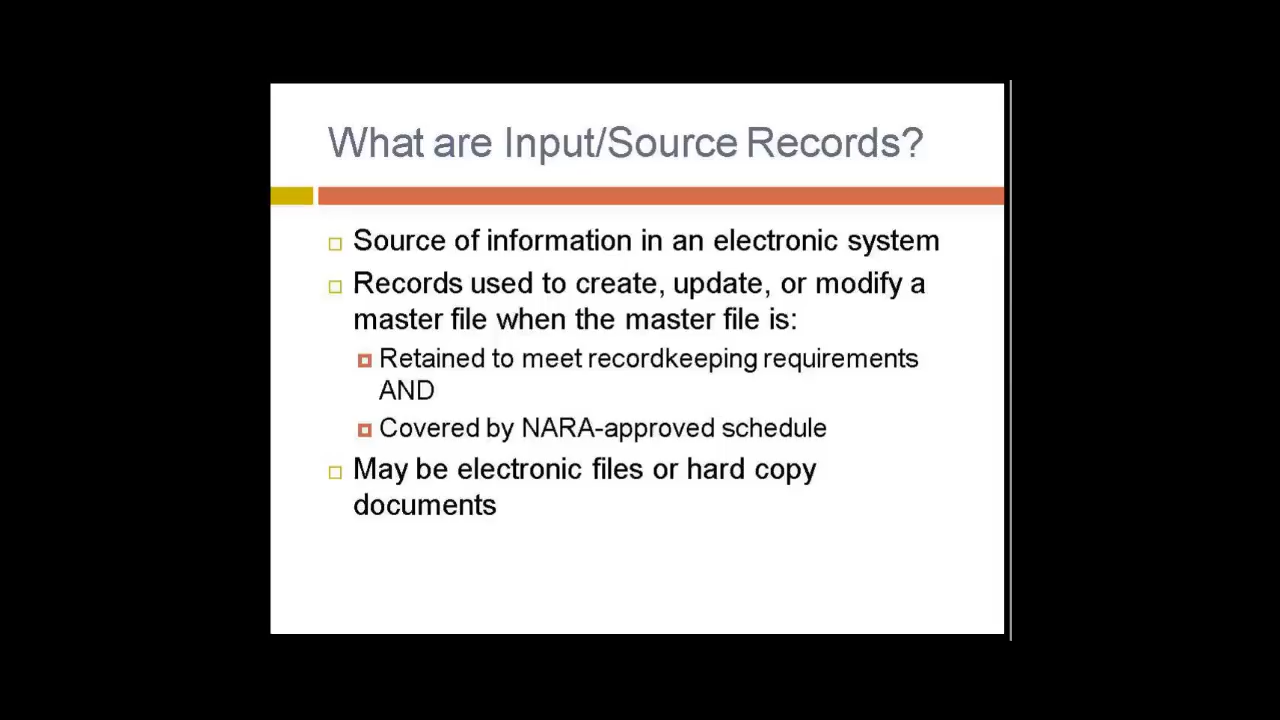 What are Input/Source Records?
Source of information in an electronic system
Records used to create, update, or modify a
master file when the master file is:
Retained to meet recordkeeping requirements
AND
Covered by NARA-approved schedule
May be electronic files or hard copy
documents